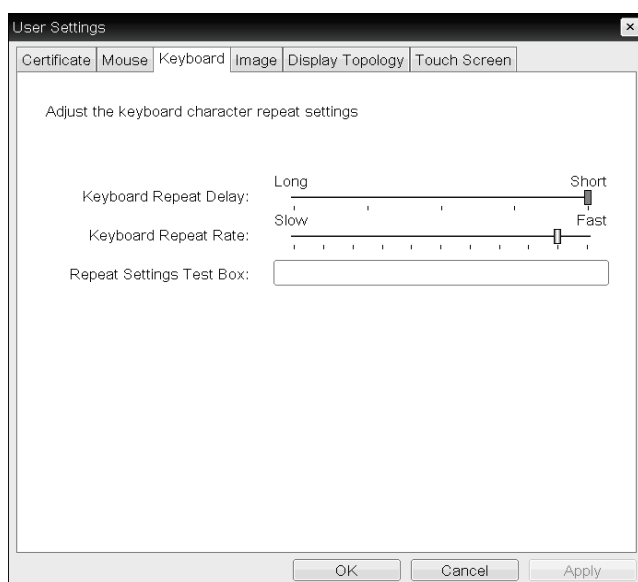 User Settings
Certificate Mouse Keyboard Image Display Topology Touch Screen
Adjust the keyboard character repeat settings
Long Short
Keyboard Repeat Delay:
Slow Fast
Keyboard Repeat Rate:
Repeat Settings Test Box:
OK Cancel Apply